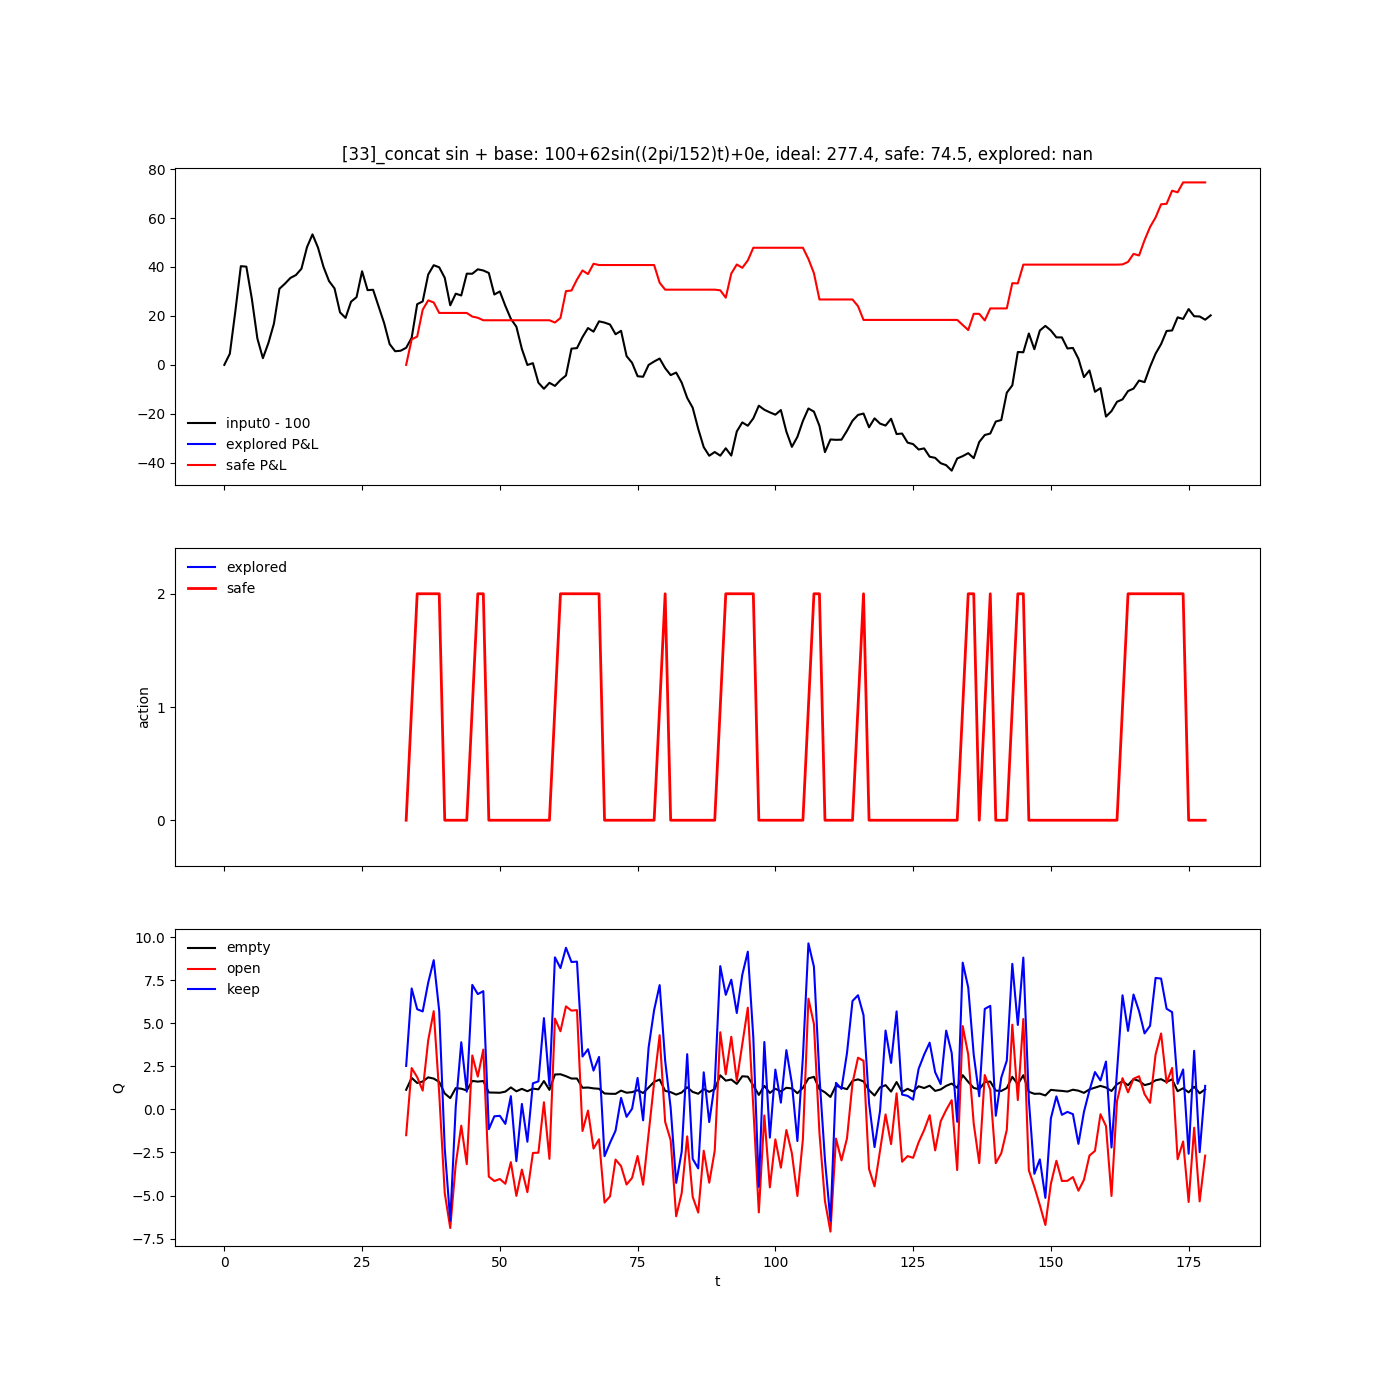 [33]_concat sin + base: 100+62sin((2pi/152)t)+0e, ideal: 277.4, safe: 74.5, explored: nan
80
60
40
20
0
−20
−40
input0 - 100
explored P&L
safe P&L
2
1
0
action
explored
safe
10.0
7.5
5.0
2.5
0.0
−2.5
−5.0
−7.5
Q
empty
open
keep
0 25 50 75 100 125 150 175
t